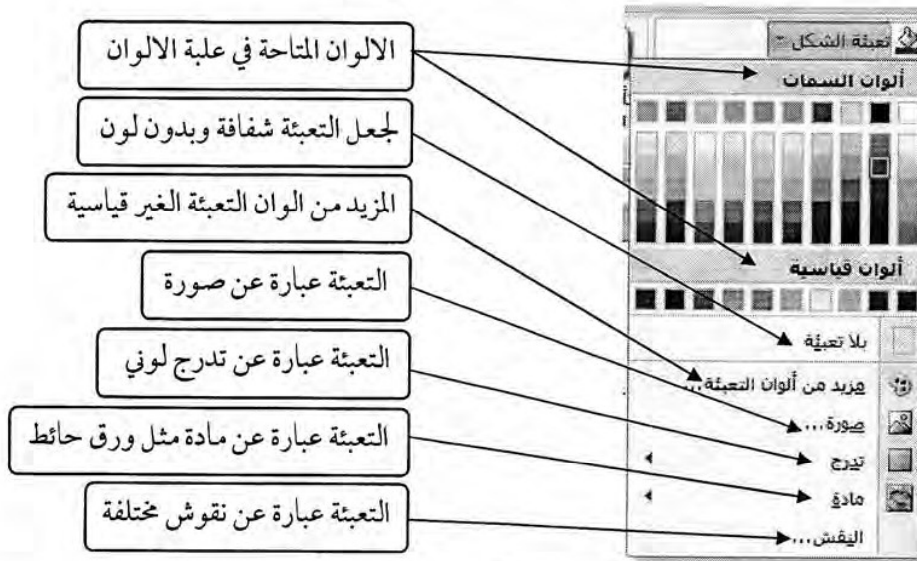 تعبئة الشكل
ألوان السمات
ألوان قياسية
بلا تعبئة
مزيد من ألوان التعبئة...
صورة...
تدرج
مادة
النقش...
الالوان المتاحة في علبة الالوان
لجعل التعبئة شفافة وبدون لون
المزيد من الوان التعبئة الغير قياسية
التعبئة عبارة عن صورة
التعبئة عبارة عن تدرج لوني
التعبئة عبارة عن مادة مثل ورق حائط
التعبئة عبارة عن نقوش مختلفة